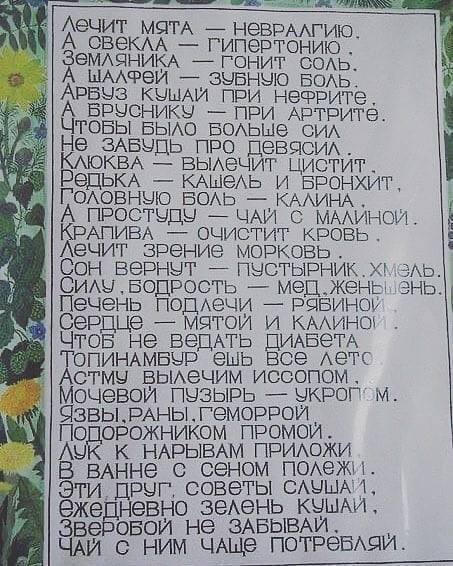 Лечит мята — невралгию,
А свекла — гипертонию,
Земляника — гонит соль,
А шалфей — зубную боль.
Арбуз кушай при нефрите,
А бруснику — при артрите.
Чтобы было больше сил
Не забудь про девясил.
Клюква — вылечит цистит,
Редька — кашель и бронхит,
Головную боль — калина,
А простуду — чай с малиной.
Крапива — очистит кровь,
Лечит зрение морковь.
Сон вернут — пустырник, хмель.
Силу, бодрость — мед, женьшень.
Печень подлечи — рябиной,
Сердце — мятой и калиной.
Чтоб не ведать диабета
Топинамбур ешь все лето.
Астму вылечим иссопом,
Мочевой пузырь — укропом.
Язвы, раны, геморрой
Подорожником промой.
Лук к нарывам приложи,
В ванне с сеном полежи.
Эти, друг, советы слушай,
Ежедневно зелень кушай,
Зверобой не забывай,
Чай с ним чаще потребляй.